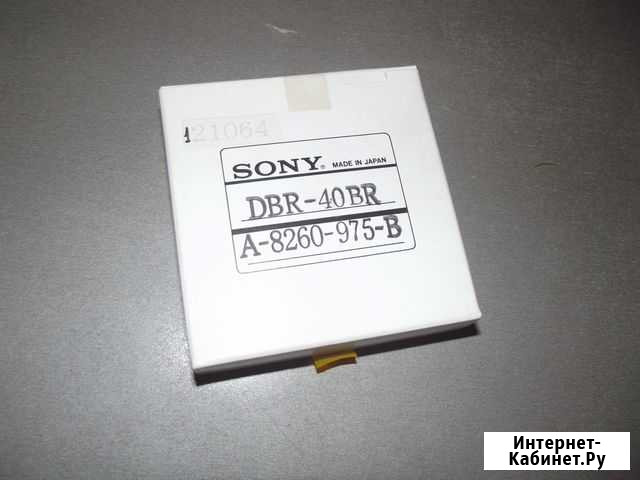 121064
SONY® MADE IN JAPAN
DBR-40BR
A-8260-975-B
Интернет-
Кабинет.Ру